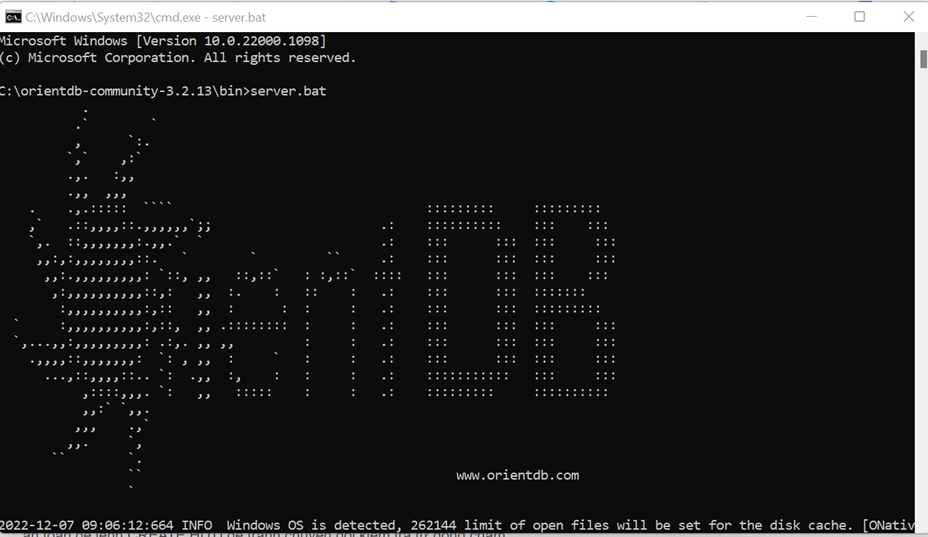 C:\Windows\System32\cmd.exe - server.bat
Microsoft Windows [Version 10.0.22000.1098]
(c) Microsoft Corporation. All rights reserved.
C:\orientdb-community-3.2.13\bin>server.bat
OrientDB
www.orientdb.com
2022-12-07 09:06:12:664 INFO  Windows OS is detected, 262144 limit of open files will be set for the disk cache. [ONativ